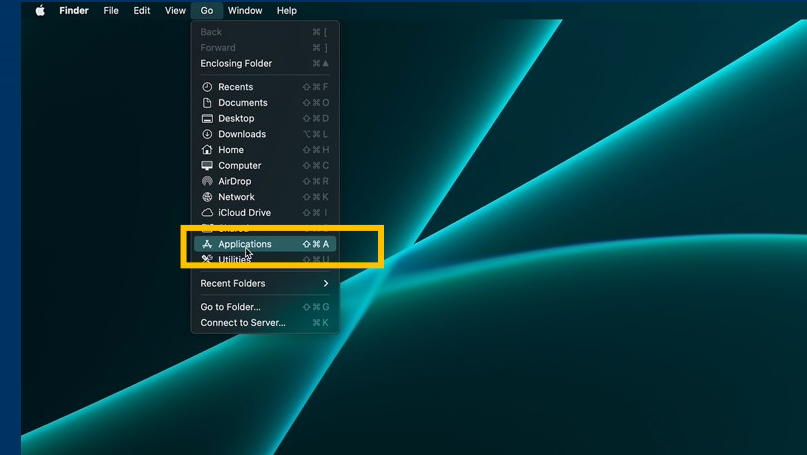 Finder File Edit View Go Window Help
Back ⌘ [
Forward ⌘ ]
Enclosing Folder ⌘ ▲
Recents ⇧ ⌘ F
Documents ⇧ ⌘ O
Desktop ⇧ ⌘ D
Downloads ⌥ ⌘ L
Home ⇧ ⌘ H
Computer ⇧ ⌘ C
AirDrop ⇧ ⌘ R
Network ⇧ ⌘ K
iCloud Drive ⇧ ⌘ I
Applications ⇧ ⌘ A
Utilities ⇧ ⌘ U
Recent Folders >
Go to Folder... ⇧ ⌘ G
Connect to Server... ⌘ K